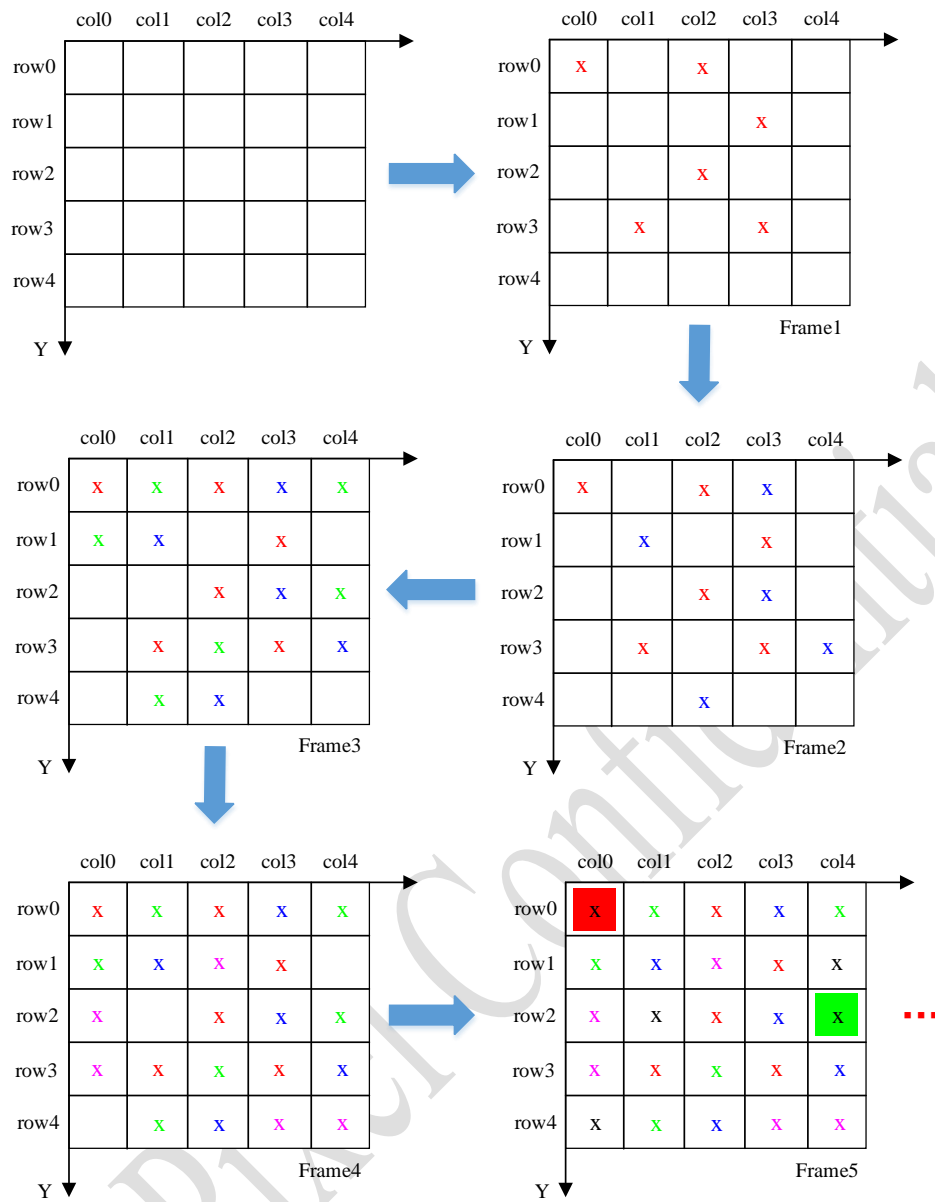 col0 col1 col2 col3 col4
row0
row1
row2
row3
row4
Y
col0 col1 col2 col3 col4
row0 x x
row1 x
row2 x
row3 x x
row4
Frame1
Y
col0 col1 col2 col3 col4
row0 x x x x x
row1 x x x
row2 x x x
row3 x x x x
row4 x x
Frame3
Y
col0 col1 col2 col3 col4
row0 x x x
row1 x x
row2 x x
row3 x x x
row4 x
Frame2
Y
col0 col1 col2 col3 col4
row0 x x x x x
row1 x x x x
row2 x x x x
row3 x x x x x
row4 x x x x
Frame4
Y
col0 col1 col2 col3 col4
row0 x x x x x
row1 x x x x x
row2 x x x x x
row3 x x x x x
row4 x x x x x
Frame5
Y
...